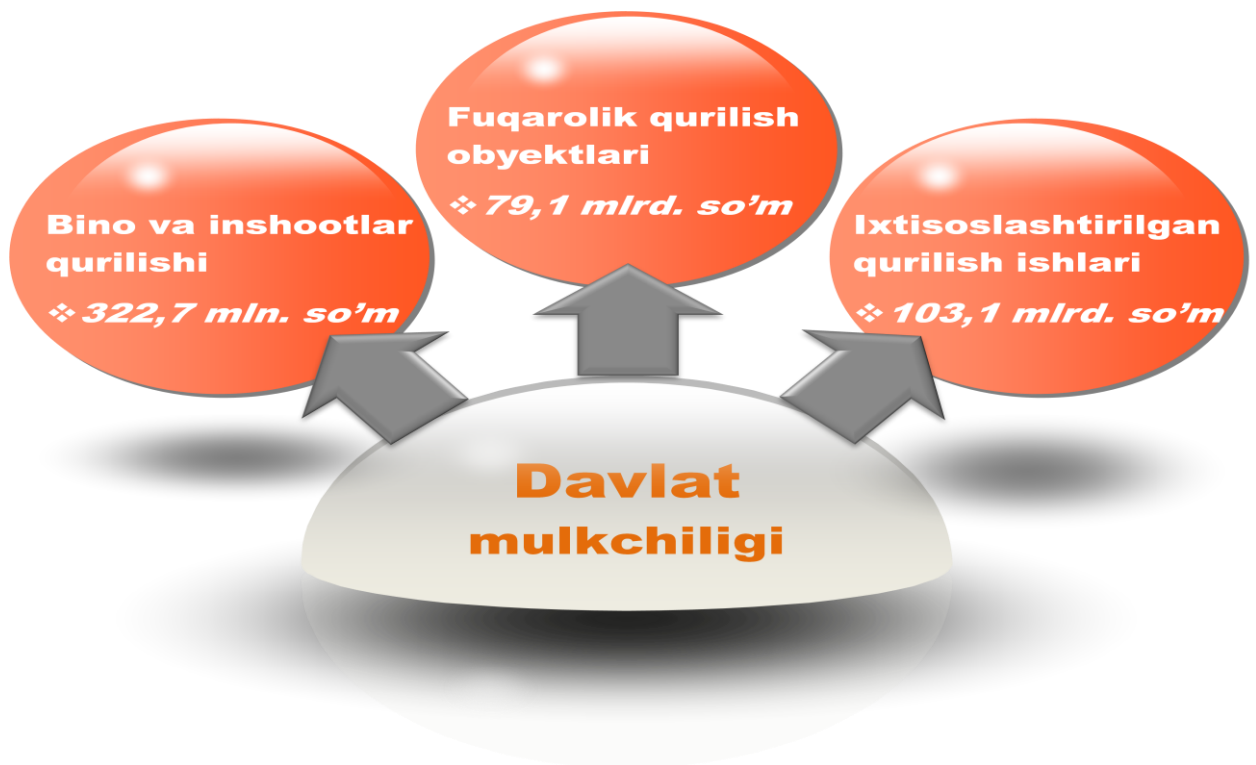 Fuqarolik qurilish
obyektlari
❖ 79,1 mlrd. so’m
Bino va inshootlar
qurilishi
❖ 322,7 mln. so’m
Ixtisoslashtirilgan
qurilish ishlari
❖ 103,1 mlrd. so’m
Davlat
mulkchiligi